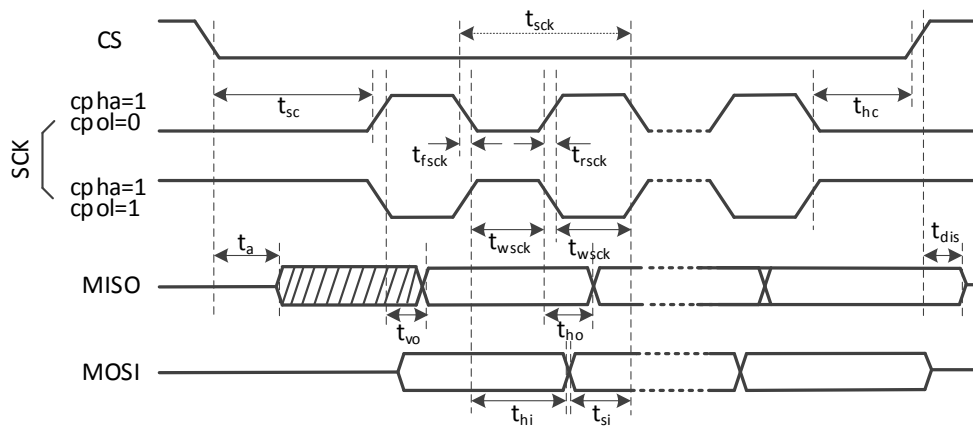 CS
t_sck
cpha=1
cpol=0
t_sc
t_hc
SCK
t_fsck
t_rsck
cpha=1
cpol=1
t_wsck
t_wsck
t_a
t_dis
MISO
t_vo
t_ho
MOSI
t_hi
t_si